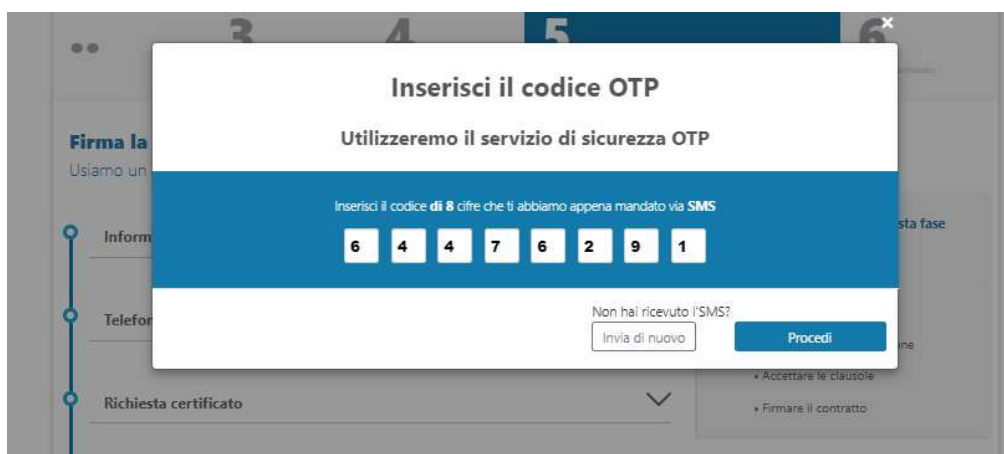 3 4 5 6
×
Inserisci il codice OTP
Utilizzeremo il servizio di sicurezza OTP
Firma la
Usiamo un
Inserisci il codice di 8 cifre che ti abbiamo appena mandato via SMS
6 4 4 7 6 2 9 1
sta fase
Inform
Non hai ricevuto l'SMS?
Telefor
Invia di nuovo
Procedi
one
• Accettare le clausole
Richiesta certificato
• Firmare il contratto